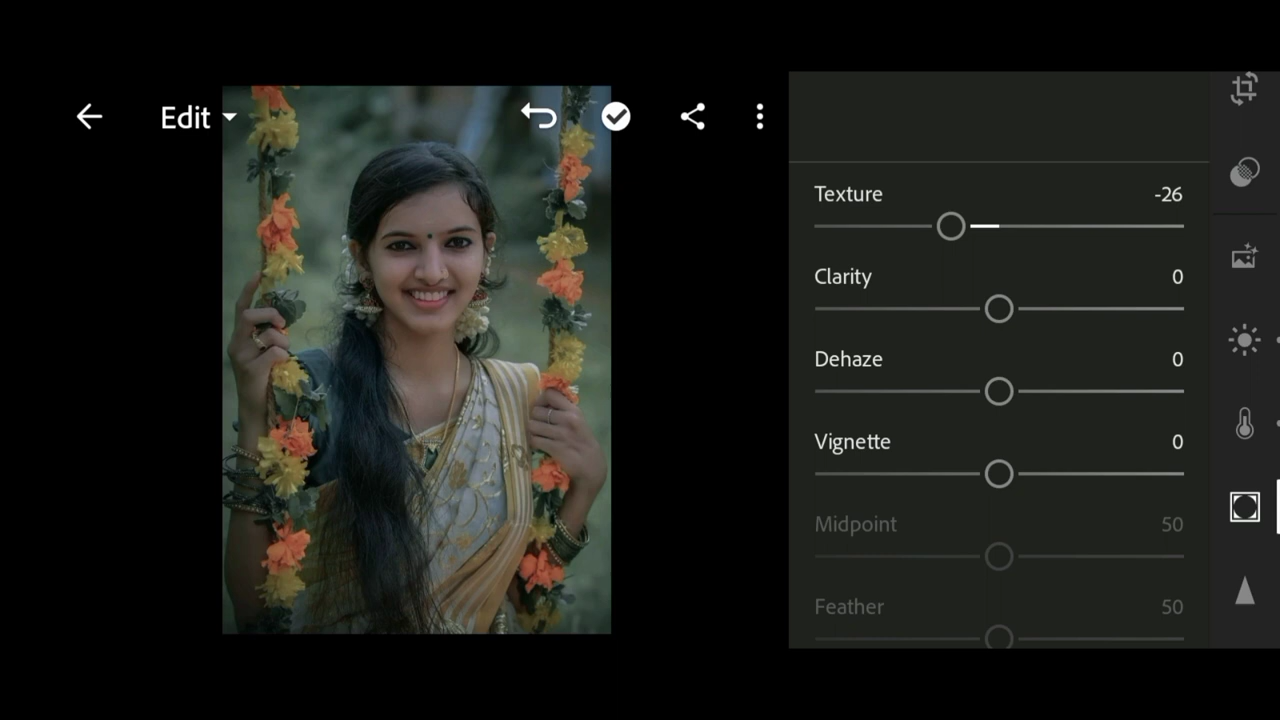 Edit
Texture -26
Clarity 0
Dehaze 0
Vignette 0
Midpoint 50
Feather 50